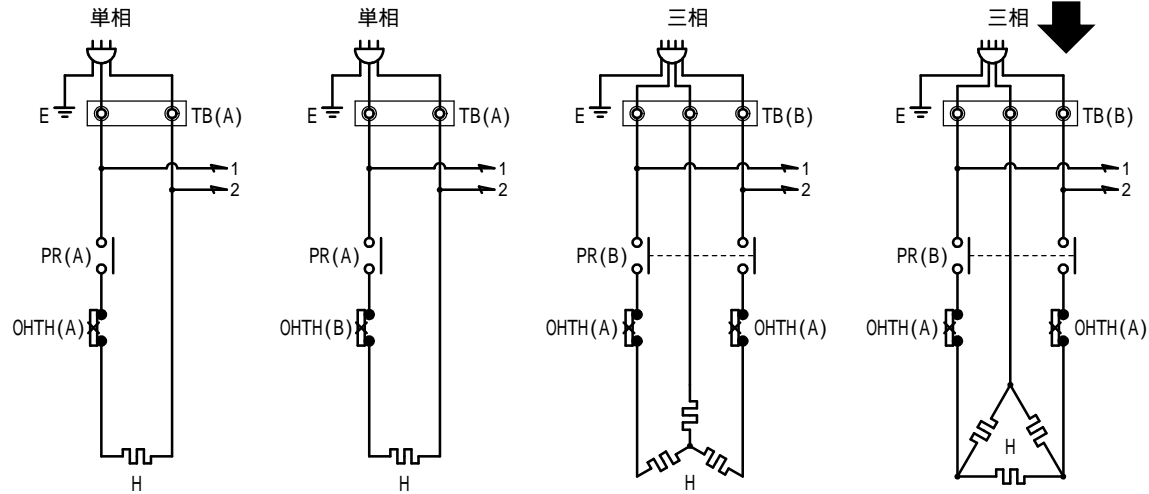 単相 単相 三相 三相
E TB(A) E TB(A) E TB(B) E TB(B)
1 1 1 1
2 2 2 2
PR(A) PR(A) PR(B) PR(B)
OHTH(A) OHTH(B) OHTH(A) OHTH(A) OHTH(A) OHTH(A)
H H H H